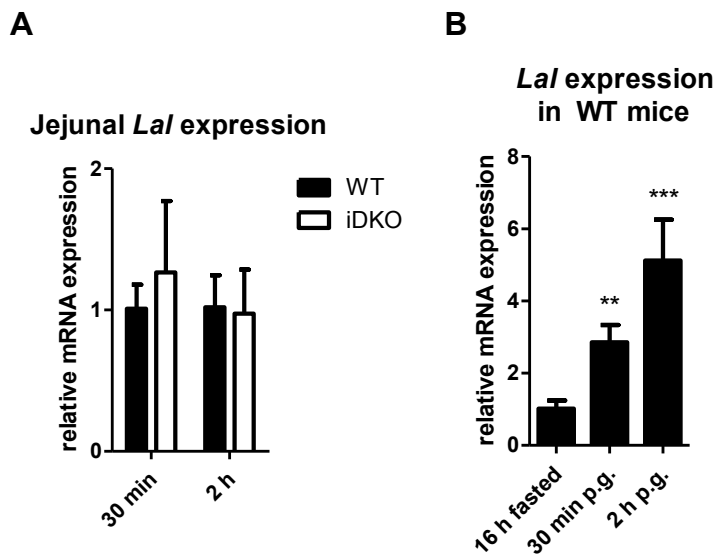 A
Jejunal Lal expression
relative mRNA expression
2
1
0
30 min
2 h
WT
iDKO
B
Lal expression
in WT mice
relative mRNA expression
8
6
4
2
0
**
***
16 h fasted
30 min p.g.
2 h p.g.